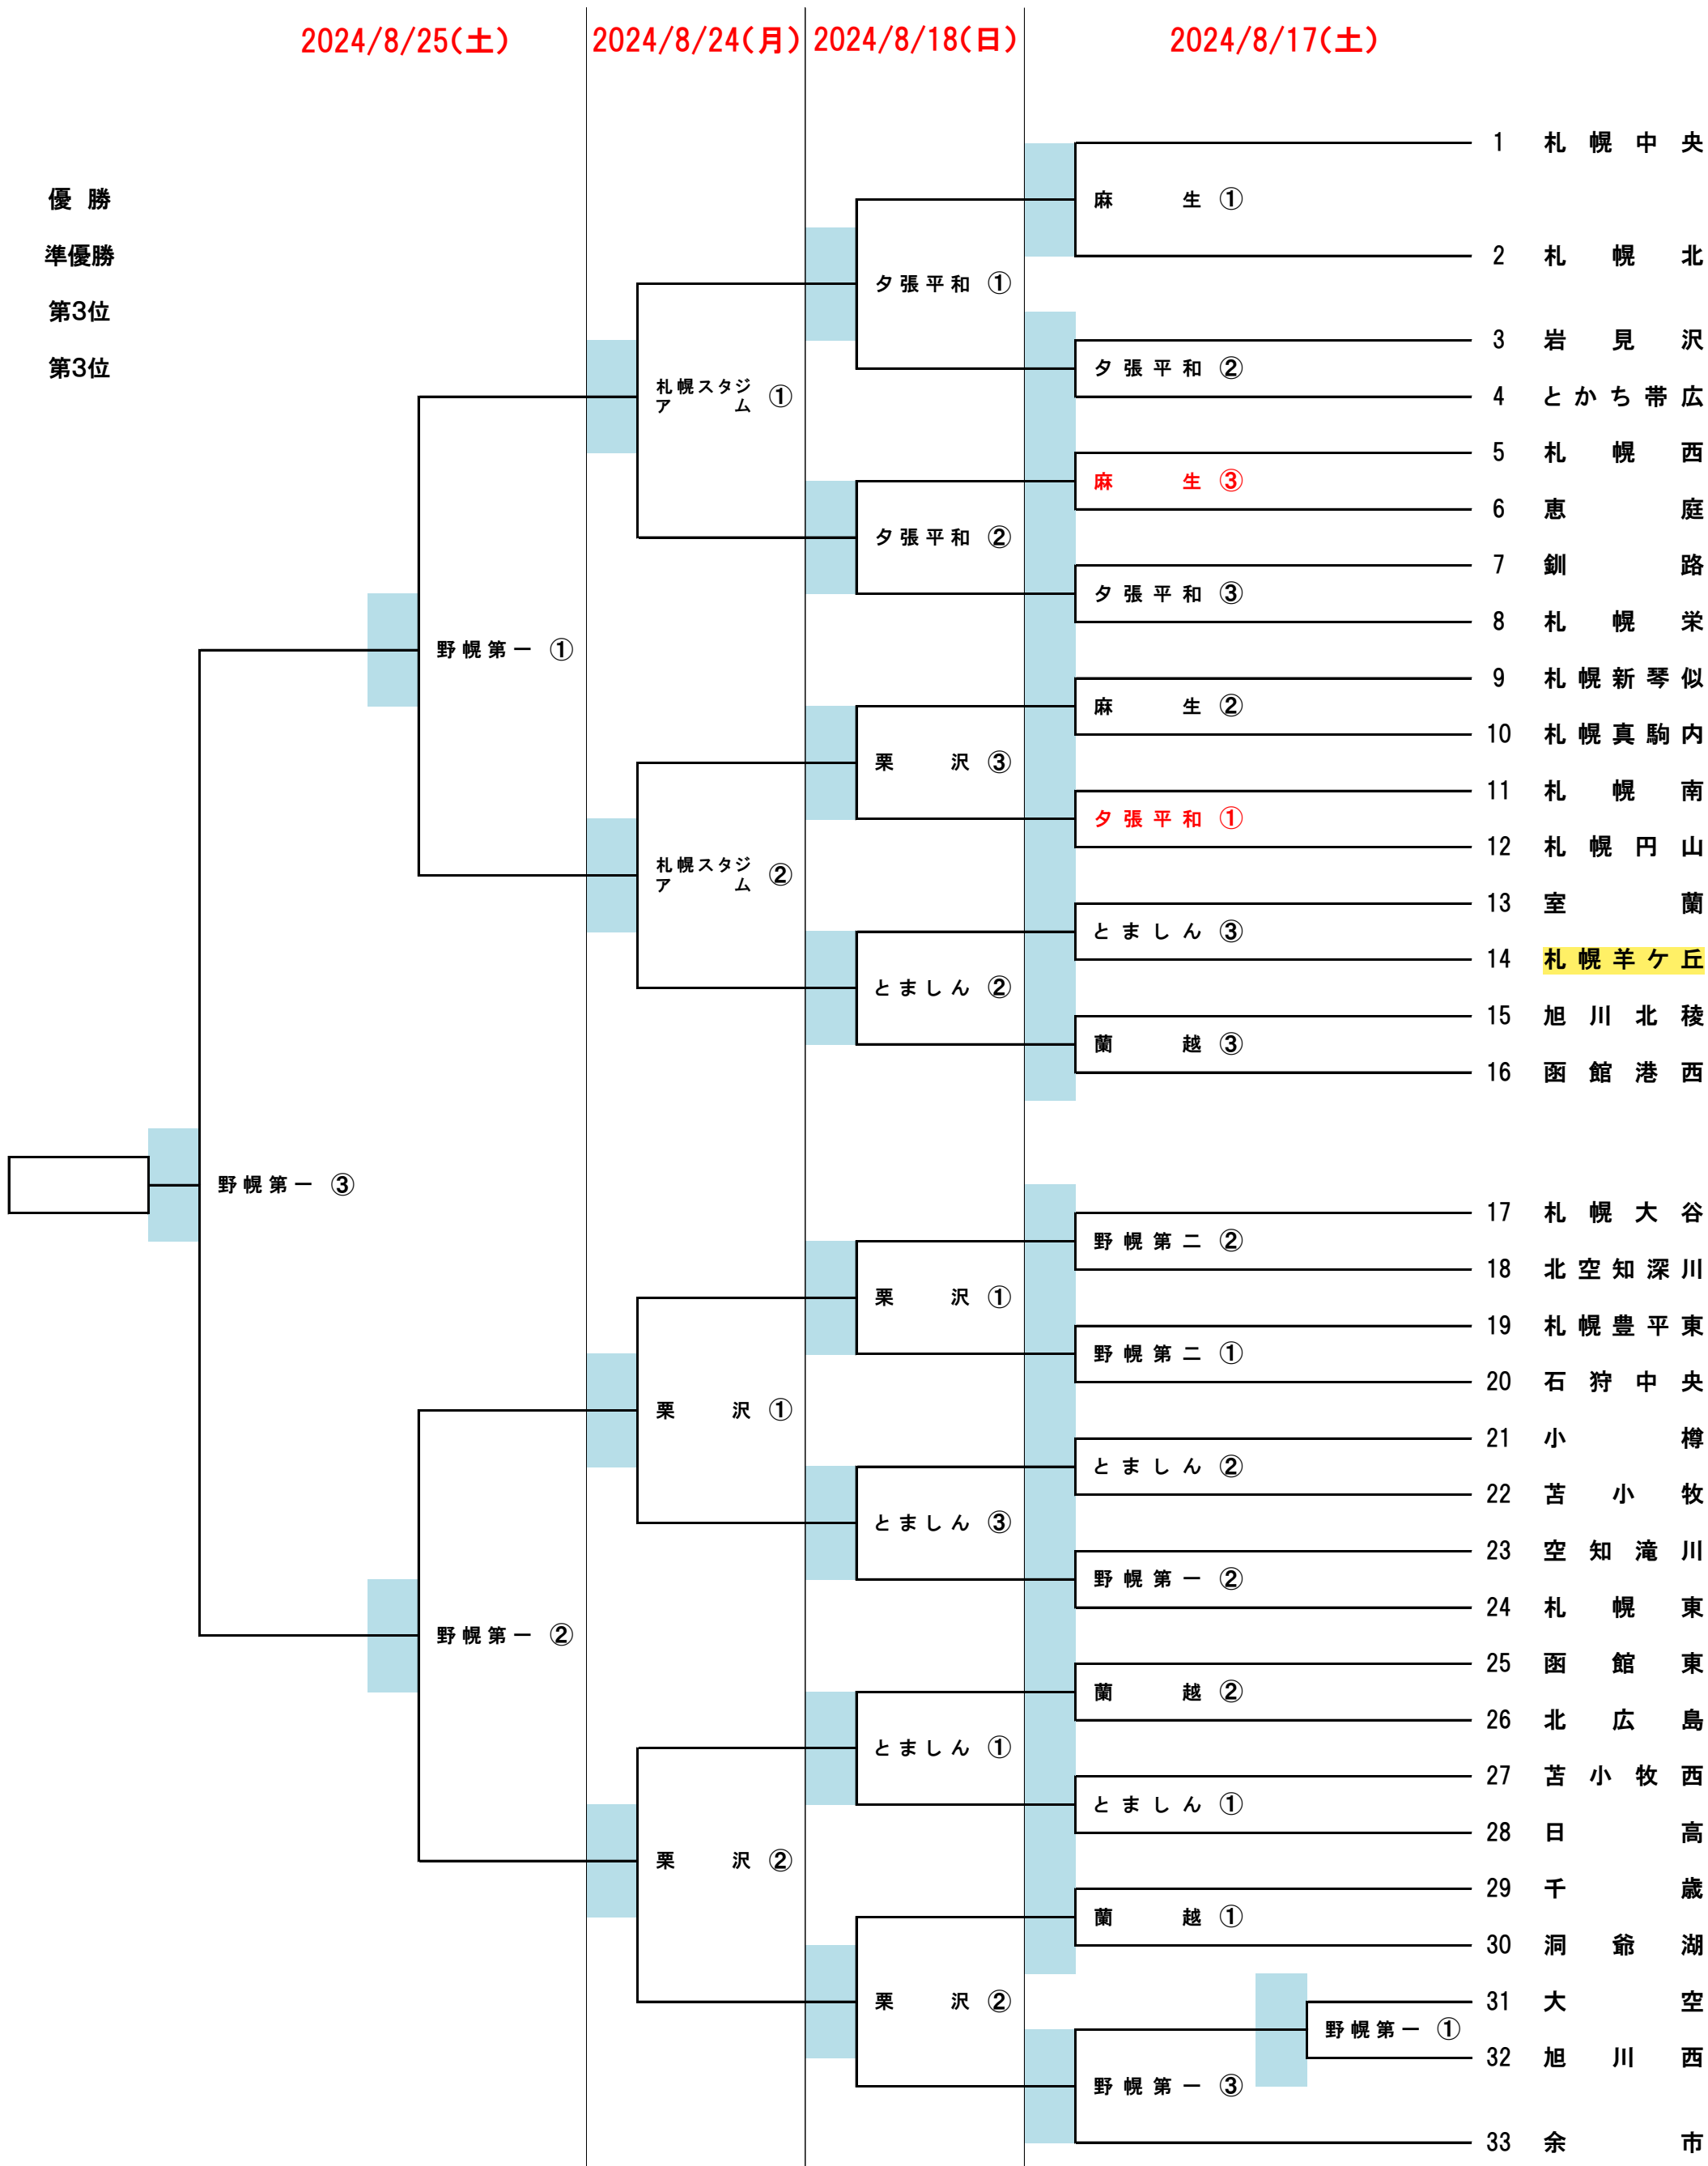 2024/8/25(土) 2024/8/24(月) 2024/8/18(日) 2024/8/17(土)
優勝
準優勝
第3位
第3位
1 札幌中央
麻生 ①
2 札幌北
夕張平和 ①
3 岩見沢
夕張平和 ②
4 とかち帯広
札幌スタジアム ①
5 札幌西
麻生 ③
6 恵庭
夕張平和 ②
7 釧路
夕張平和 ③
8 札幌栄
野幌第一 ①
9 札幌新琴似
麻生 ②
10 札幌真駒内
栗沢 ③
11 札幌南
夕張平和 ①
12 札幌円山
札幌スタジアム ②
13 室蘭
とましん ③
14 札幌羊ケ丘
とましん ②
15 旭川北稜
蘭越 ③
16 函館港西
野幌第一 ③
17 札幌大谷
野幌第二 ②
18 北空知深川
栗沢 ①
19 札幌豊平東
野幌第二 ①
20 石狩中央
栗沢 ①
21 小樽
とましん ②
22 苫小牧
とましん ③
23 空知滝川
野幌第一 ②
24 札幌東
野幌第一 ②
25 函館東
蘭越 ②
26 北広島
とましん ①
27 苫小牧西
とましん ①
28 日高
栗沢 ②
29 千歳
蘭越 ①
30 洞爺湖
栗沢 ②
31 大空
野幌第一 ①
32 旭川西
野幌第一 ③
33 余市